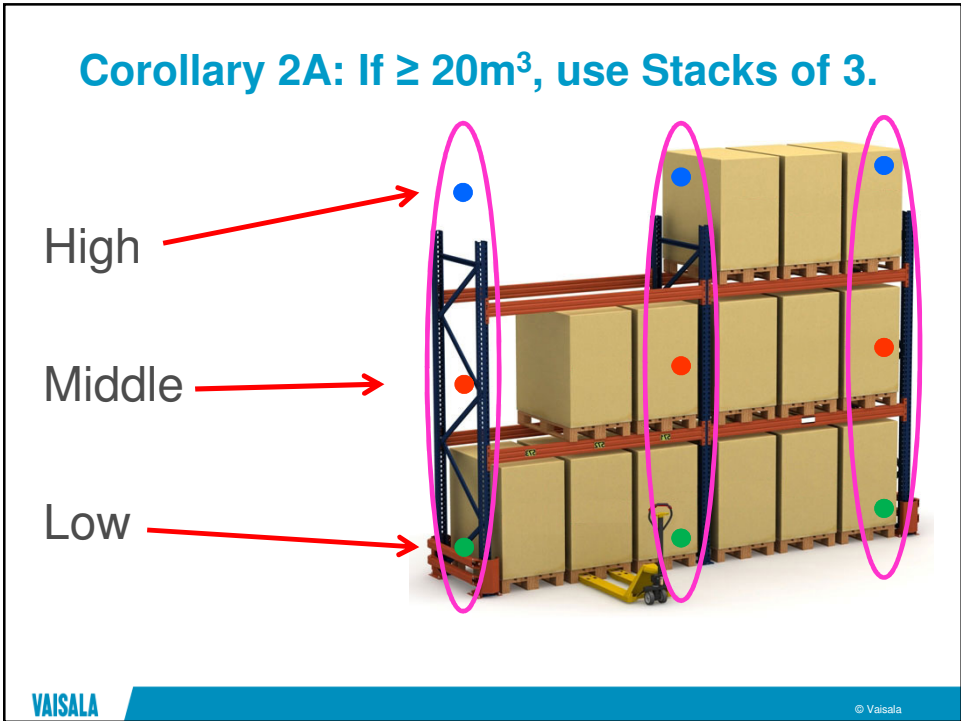 Corollary 2A: If ≥ 20m³, use Stacks of 3.
High
Middle
Low
VAISALA
© Vaisala